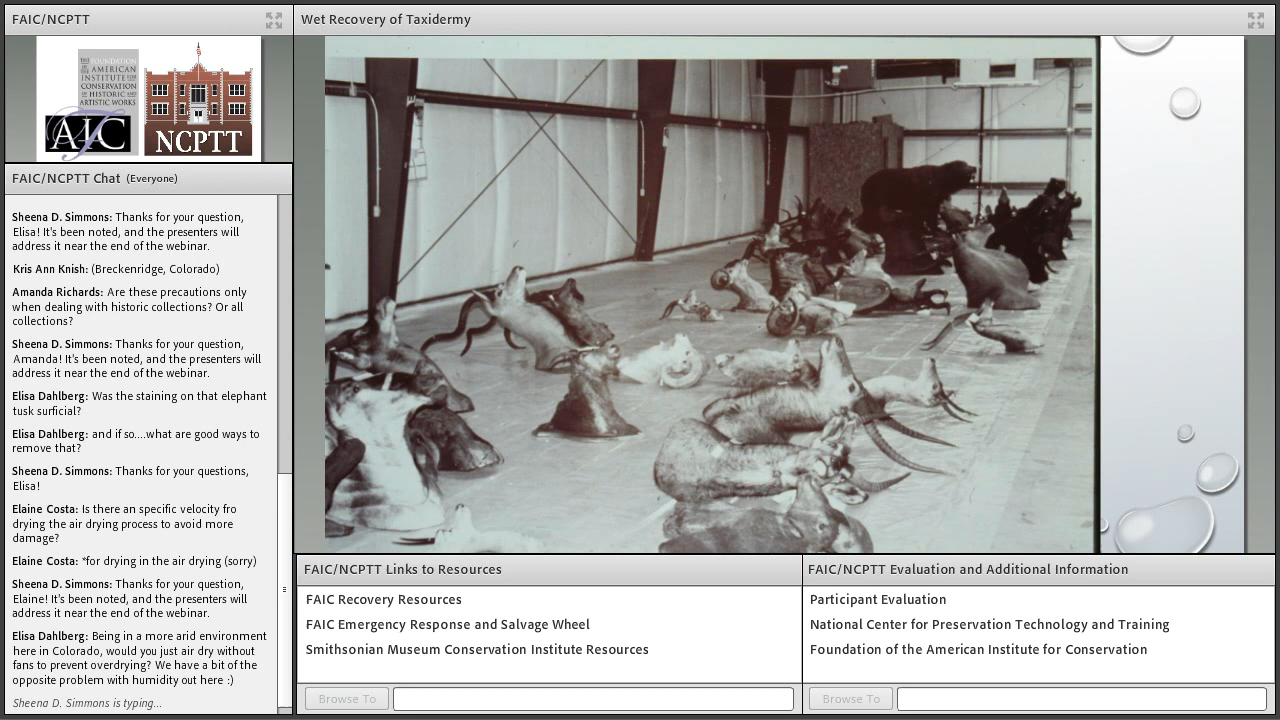 FAIC/NCPTT
Wet Recovery of Taxidermy
THE FOUNDATION
OF THE AMERICAN
INSTITUTE FOR
CONSERVATION
OF HISTORIC AND
ARTISTIC WORKS
AIC
NCPTT
FAIC/NCPTT Chat (Everyone)
Sheena D. Simmons: Thanks for your question,
Elisa! It's been noted, and the presenters will
address it near the end of the webinar.
Kris Ann Knish: (Breckenridge, Colorado)
Amanda Richards: Are these precautions only
when dealing with historic collections? Or all
collections?
Sheena D. Simmons: Thanks for your question,
Amanda! It's been noted, and the presenters will
address it near the end of the webinar.
Elisa Dahlberg: Was the staining on that elephant
tusk surficial?
Elisa Dahlberg: and if so....what are good ways to
remove that?
Sheena D. Simmons: Thanks for your questions,
Elisa!
Elaine Costa: Is there an specific velocity fro
drying the air drying process to avoid more
damage?
Elaine Costa: *for drying in the air drying (sorry)
Sheena D. Simmons: Thanks for your question,
Elaine! It's been noted, and the presenters will
address it near the end of the webinar.
Elisa Dahlberg: Being in a more arid environment
here in Colorado, would you just air dry without
fans to prevent overdrying? We have a bit of the
opposite problem with humidity out here :)
Sheena D. Simmons is typing...
FAIC/NCPTT Links to Resources
FAIC Recovery Resources
FAIC Emergency Response and Salvage Wheel
Smithsonian Museum Conservation Institute Resources
Browse To
FAIC/NCPTT Evaluation and Additional Information
Participant Evaluation
National Center for Preservation Technology and Training
Foundation of the American Institute for Conservation
Browse To